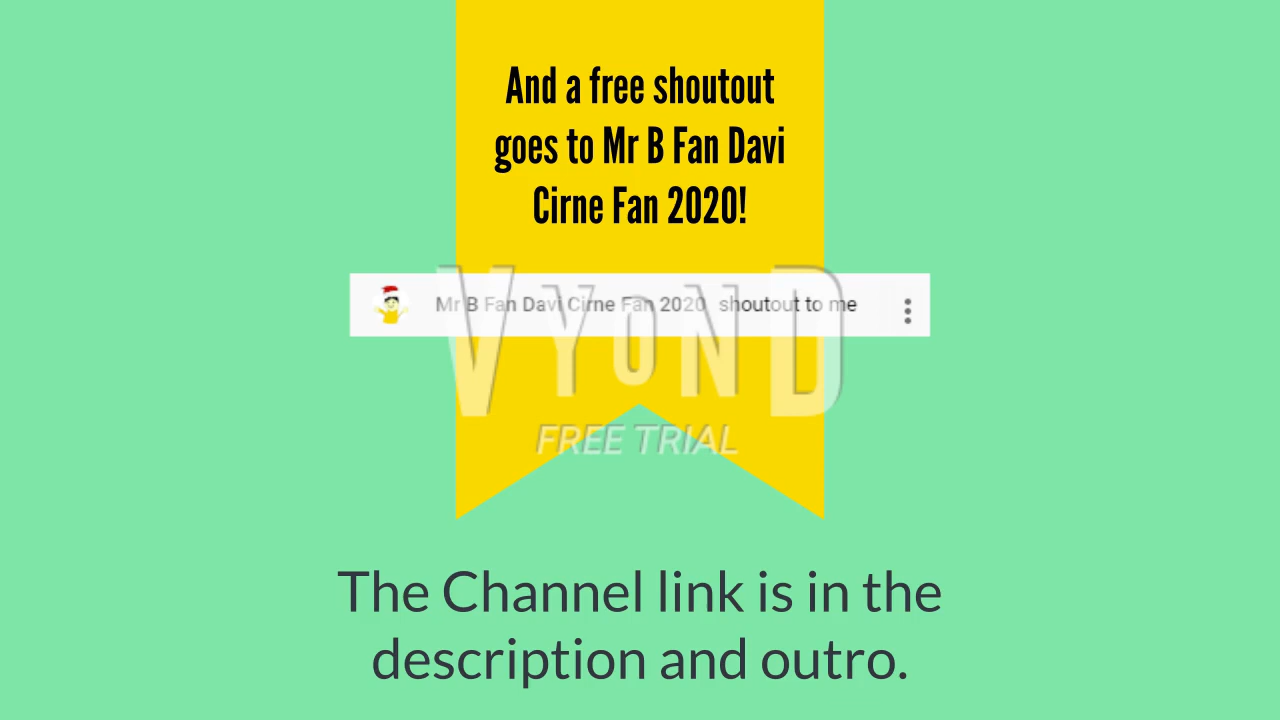 And a free shoutout
goes to Mr B Fan Davi
Cirne Fan 2020!
Mr B Fan Davi Cirne Fan 2020 shoutout to me
VYOND
FREE TRIAL
The Channel link is in the
description and outro.